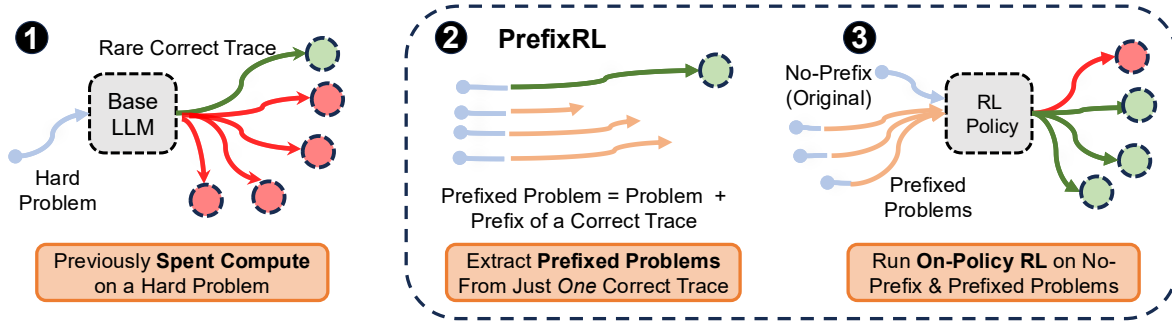 1
Rare Correct Trace
Base
LLM
Hard
Problem
Previously Spent Compute
on a Hard Problem
2
PrefixRL
Prefixed Problem = Problem +
Prefix of a Correct Trace
Extract Prefixed Problems
From Just One Correct Trace
3
No-Prefix
(Original)
RL
Policy
Prefixed
Problems
Run On-Policy RL on No-
Prefix & Prefixed Problems